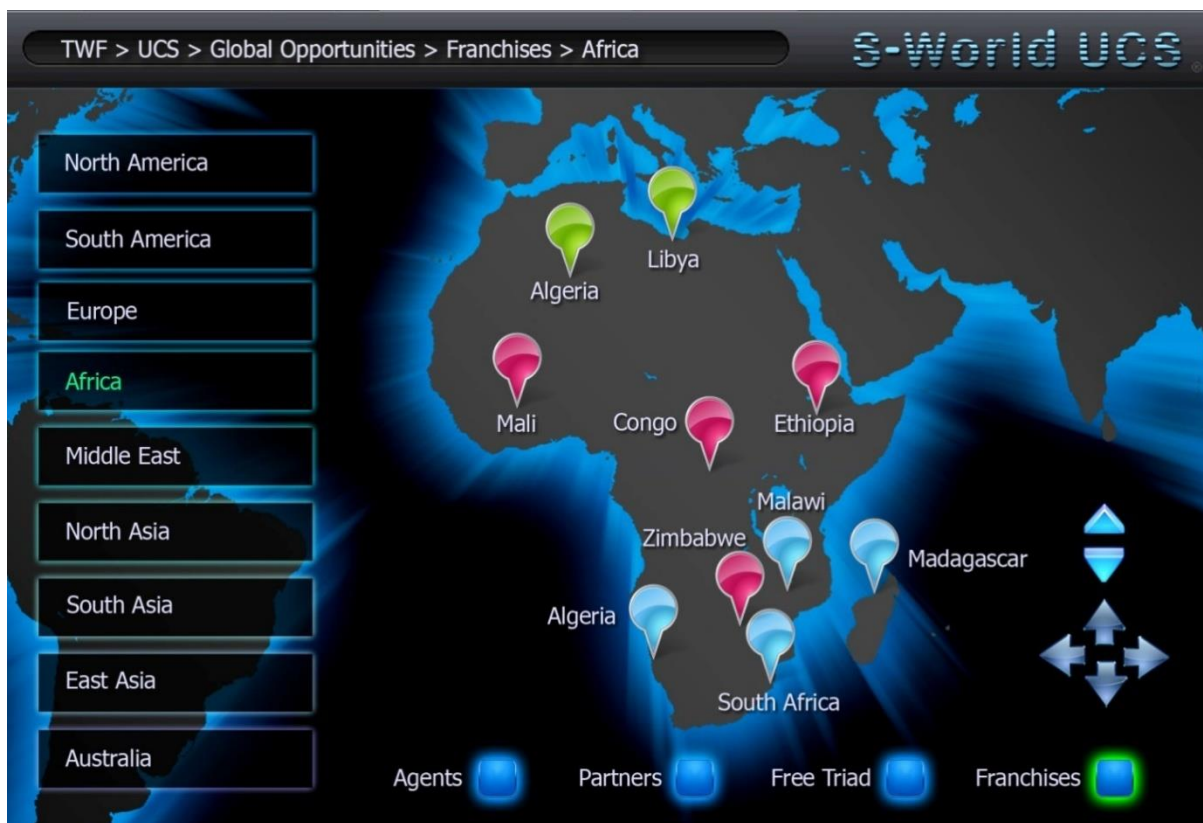 TWF > UCS > Global Opportunities > Franchises > Africa
S-World UCS
North America
South America
Europe
Africa
Middle East
North Asia
South Asia
East Asia
Australia
Libya
Algeria
Mali
Congo
Ethiopia
Malawi
Zimbabwe
Madagascar
Algeria
South Africa
Agents
Partners
Free Triad
Franchises